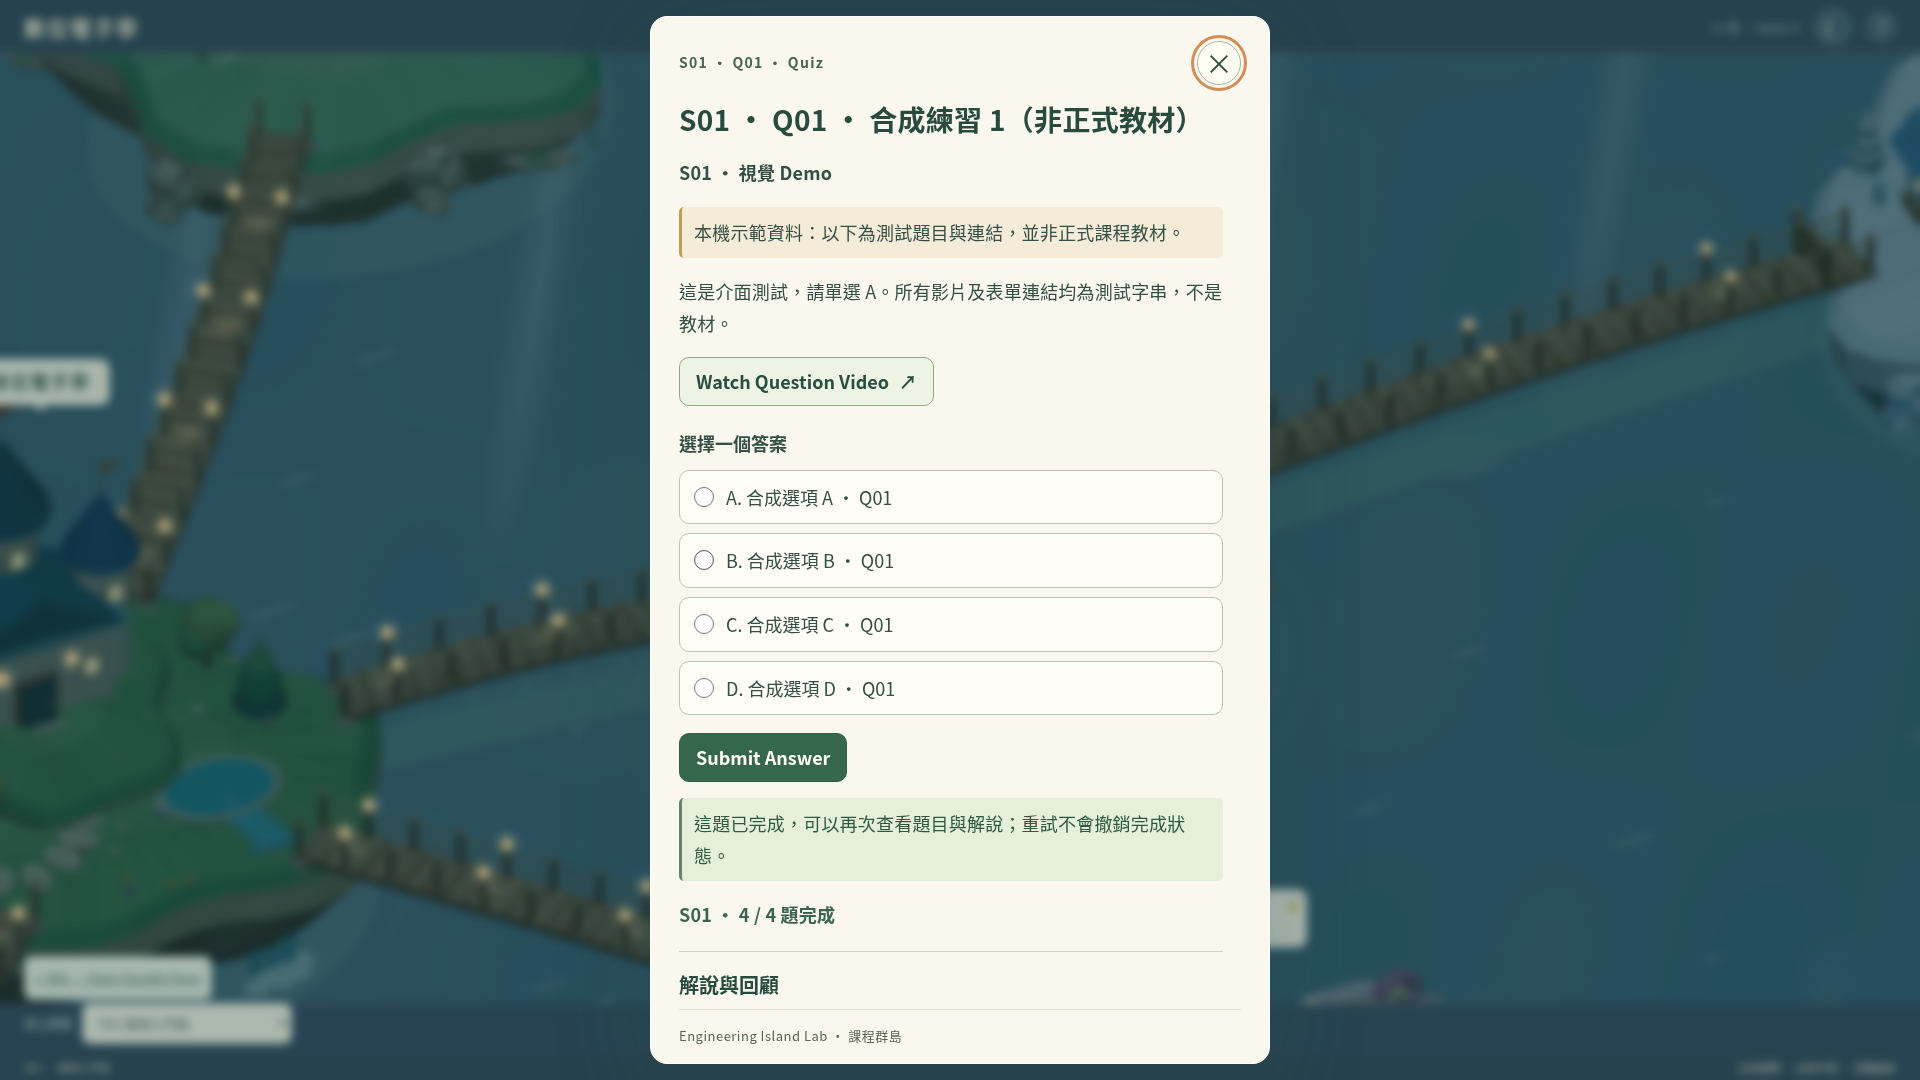 S01 · Q01 · Quiz
S01 · Q01 · 合成練習 1（非正式教材）
S01 · 視覺 Demo
本機示範資料：以下為測試題目與連結，並非正式課程教材。
這是介面測試，請單選 A。所有影片及表單連結均為測試字串，不是
教材。
Watch Question Video ↗
選擇一個答案
A. 合成選項 A · Q01
B. 合成選項 B · Q01
C. 合成選項 C · Q01
D. 合成選項 D · Q01
Submit Answer
這題已完成，可以再次查看題目與解說；重試不會撤銷完成狀
態。
S01 · 4 / 4 題完成
解說與回顧
Engineering Island Lab · 課程群島